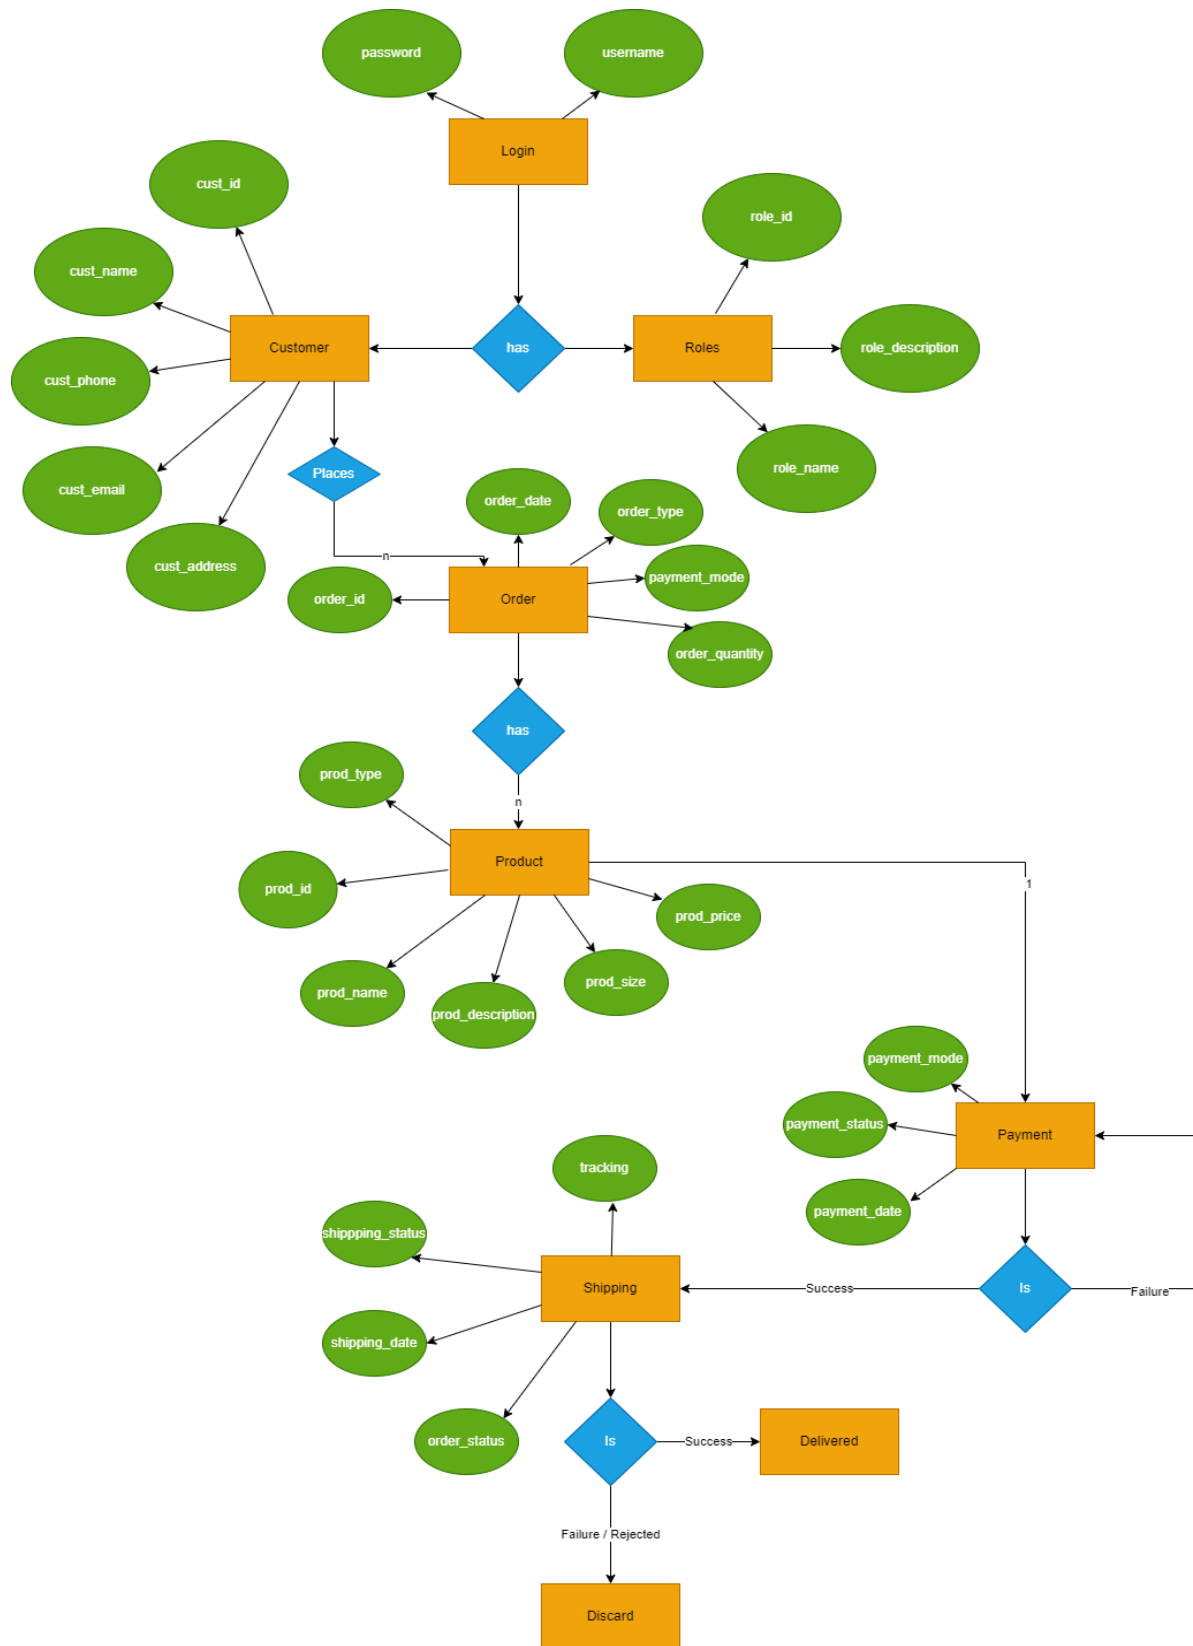 password
username
Login
cust_id
role_id
cust_name
Customer
has
Roles
role_description
cust_phone
role_name
Places
cust_email
order_date
order_type
n
cust_address
payment_mode
order_id
Order
order_quantity
has
prod_type
n
Product
prod_id
1
prod_price
prod_name
prod_description
prod_size
payment_mode
payment_status
Payment
tracking
payment_date
shippping_status
Shipping
Success
Is
Failure
shipping_date
order_status
Is
Success
Delivered
Failure / Rejected
Discard